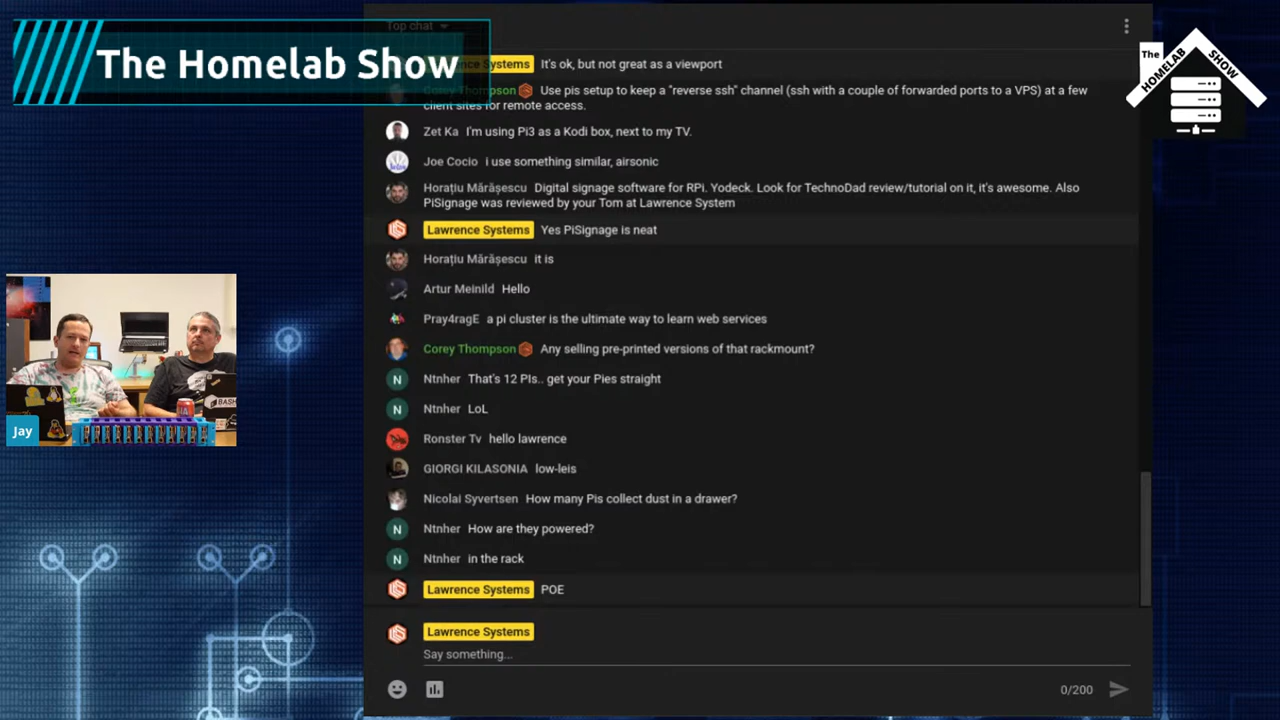 The Homelab Show
Top chat
The
HOMELAB
SHOW
Systems It's ok, but not great as a viewport
Corey Thompson Use pis setup to keep a "reverse ssh" channel (ssh with a couple of forwarded ports to a VPS) at a few
client sites for remote access.
Zet Ka I'm using Pi3 as a Kodi box, next to my TV.
Joe Cocio i use something similar, airsonic
Horațiu Mărășescu Digital signage software for RPi. Yodeck. Look for TechnoDad review/tutorial on it, it's awesome. Also
PiSignage was reviewed by your Tom at Lawrence System
Lawrence Systems Yes PiSignage is neat
Horațiu Mărășescu it is
Artur Meinild Hello
Pray4ragE a pi cluster is the ultimate way to learn web services
Corey Thompson Any selling pre-printed versions of that rackmount?
N Ntnher That's 12 PIs.. get your Pies straight
N Ntnher LoL
Ronster Tv hello lawrence
GIORGI KILASONIA low-leis
Nicolai Syvertsen How many Pis collect dust in a drawer?
N Ntnher How are they powered?
N Ntnher in the rack
Lawrence Systems POE
Lawrence Systems
Say something...
0/200
Jay
BASH